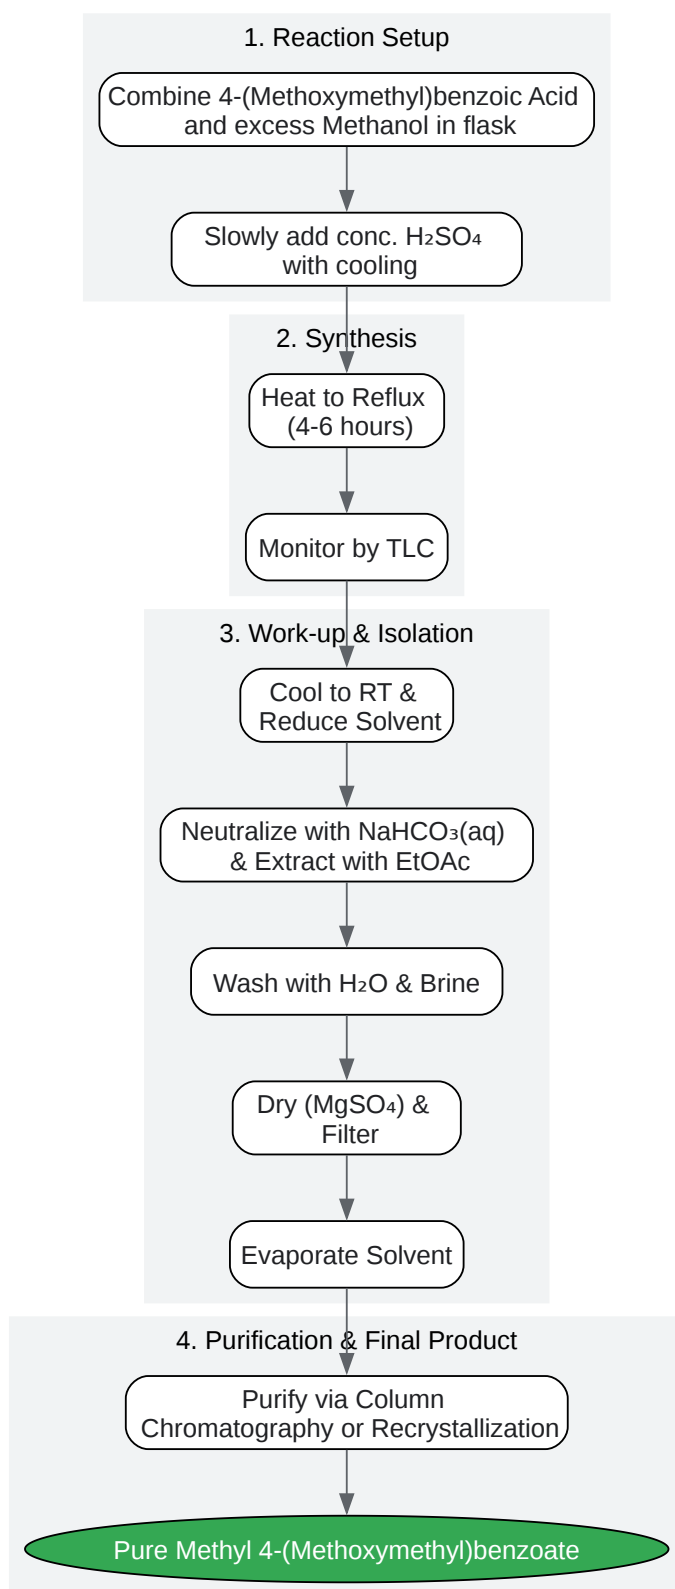 1. Reaction Setup
Combine 4-(Methoxymethyl)benzoic Acid
and excess Methanol in flask
Slowly add conc. H₂SO₄
with cooling
2. Synthesis
Heat to Reflux
(4-6 hours)
Monitor by TLC
3. Work-up & Isolation
Cool to RT &
Reduce Solvent
Neutralize with NaHCO₃(aq)
& Extract with EtOAc
Wash with H₂O & Brine
Dry (MgSO₄) &
Filter
Evaporate Solvent
4. Purification & Final Product
Purify via Column
Chromatography or Recrystallization
Pure Methyl 4-(Methoxymethyl)benzoate